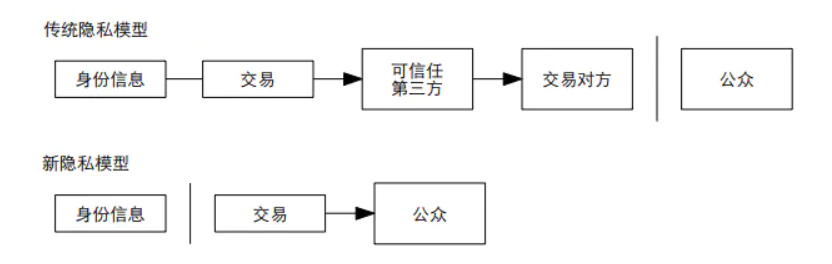 传统隐私模型
身份信息
交易
可信任
第三方
交易对方
公众
新隐私模型
身份信息
交易
公众